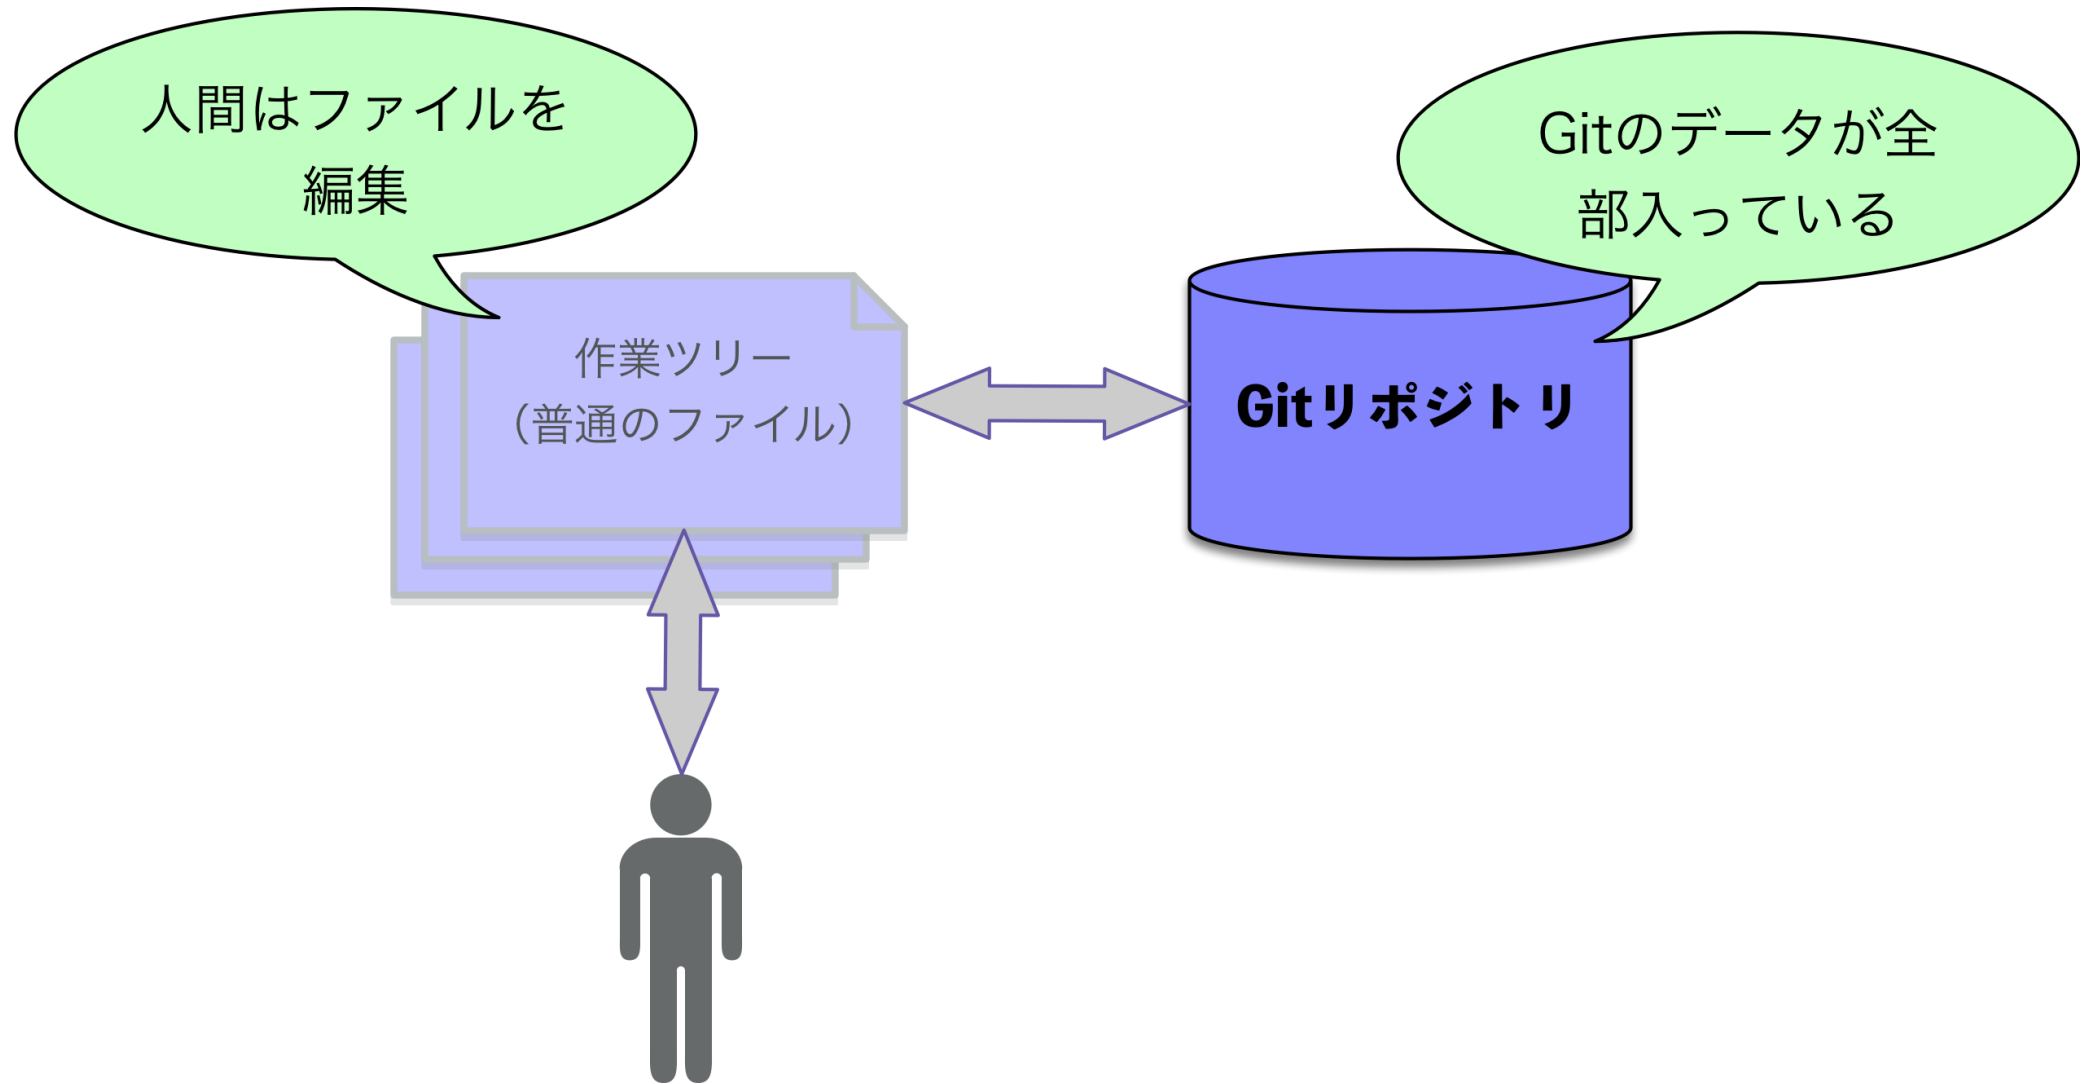 人間はファイルを
編集
Gitのデータが全
部入っている
作業ツリー
（普通のファイル）
Gitリポジトリ